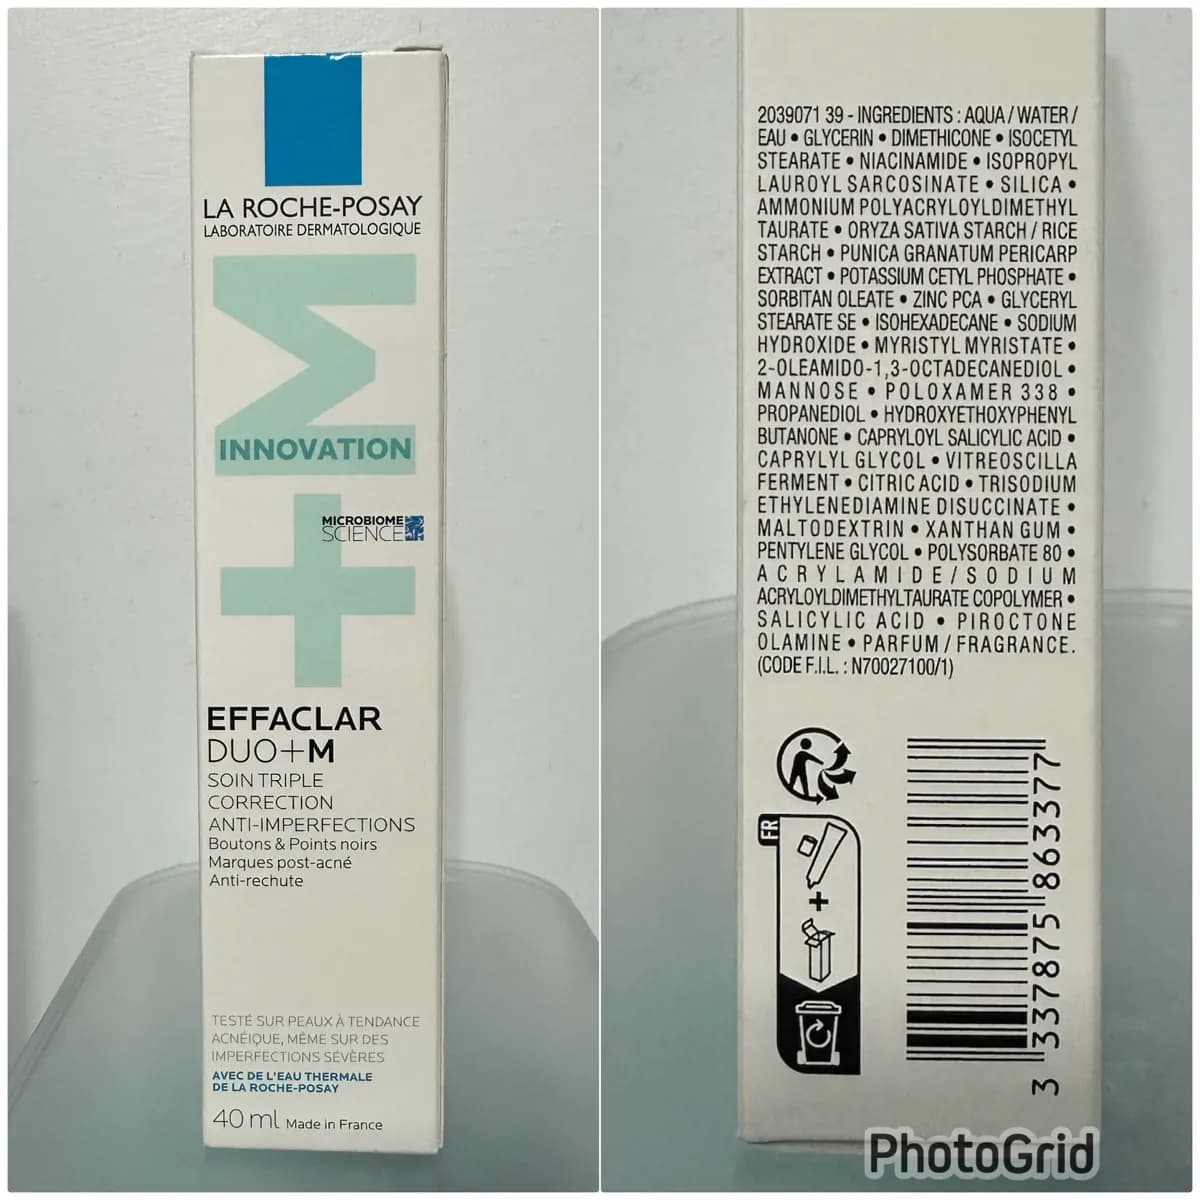 LA ROCHE-POSAY
LABORATOIRE DERMATOLOGIQUE
+M
INNOVATION
MICROBIOME
SCIENCE
EFFACLAR
DUO+M
SOIN TRIPLE
CORRECTION
ANTI-IMPERFECTIONS
Boutons & Points noirs
Marques post-acné
Anti-rechute
TESTÉ SUR PEAUX À TENDANCE
ACNÉIQUE, MÊME SUR DES
IMPERFECTIONS SÉVÈRES
AVEC DE L'EAU THERMALE
DE LA ROCHE-POSAY
40 ml Made in France
2039071 39 - INGREDIENTS : AQUA / WATER /
EAU • GLYCERIN • DIMETHICONE • ISOCETYL
STEARATE • NIACINAMIDE • ISOPROPYL
LAUROYL SARCOSINATE • SILICA •
AMMONIUM POLYACRYLOYLDIMETHYL
TAURATE • ORYZA SATIVA STARCH / RICE
STARCH • PUNICA GRANATUM PERICARP
EXTRACT • POTASSIUM CETYL PHOSPHATE •
SORBITAN OLEATE • ZINC PCA • GLYCERYL
STEARATE SE • ISOHEXADECANE • SODIUM
HYDROXIDE • MYRISTYL MYRISTATE •
2-OLEAMIDO-1,3-OCTADECANEDIOL •
MANNOSE • POLOXAMER 338 •
PROPANEDIOL • HYDROXYETHOXYPHENYL
BUTANONE • CAPRYLOYL SALICYLIC ACID •
CAPRYLYL GLYCOL • VITREOSCILLA
FERMENT • CITRIC ACID • TRISODIUM
ETHYLENEDIAMINE DISUCCINATE •
MALTODEXTRIN • XANTHAN GUM •
PENTYLENE GLYCOL • POLYSORBATE 80 •
ACRYLAMIDE/SODIUM
ACRYLOYLDIMETHYLTAURATE COPOLYMER •
SALICYLIC ACID • PIROCTONE
OLAMINE • PARFUM / FRAGRANCE.
(CODE F.I.L. : N70027100/1)
FR
+
3 337875 863377
PhotoGrid